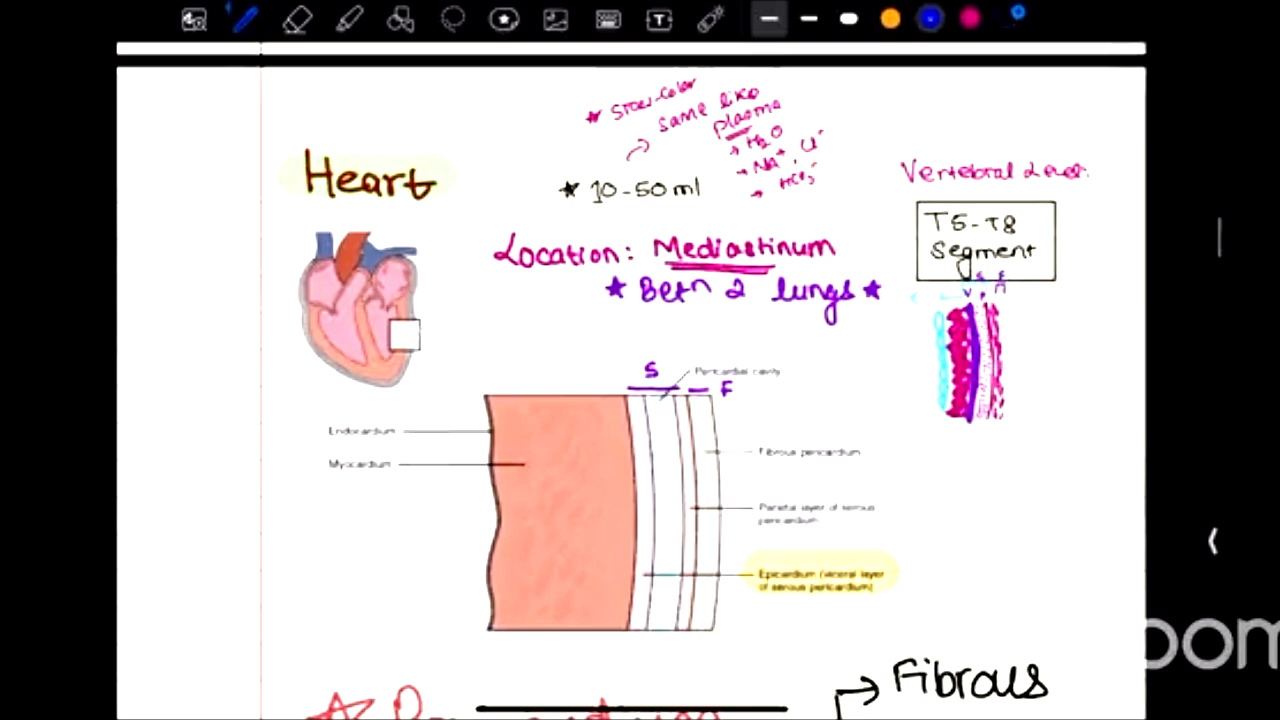 ★ Straw-Color
same like
plasma
→ H₂O
→ Na⁺, Cl⁻
→ HCO₃⁻
Heart
★ 10-50 ml
Vertebral Level:
T5-T8
Segment
Location: Mediastinum
★ Betn 2 lungs ★
S
Pericardial cavity
F
Endocardium
Myocardium
Fibrous pericardium
Parietal layer of serous
pericardium
Epicardium (visceral layer
of serous pericardium)
oom
→ Fibrous